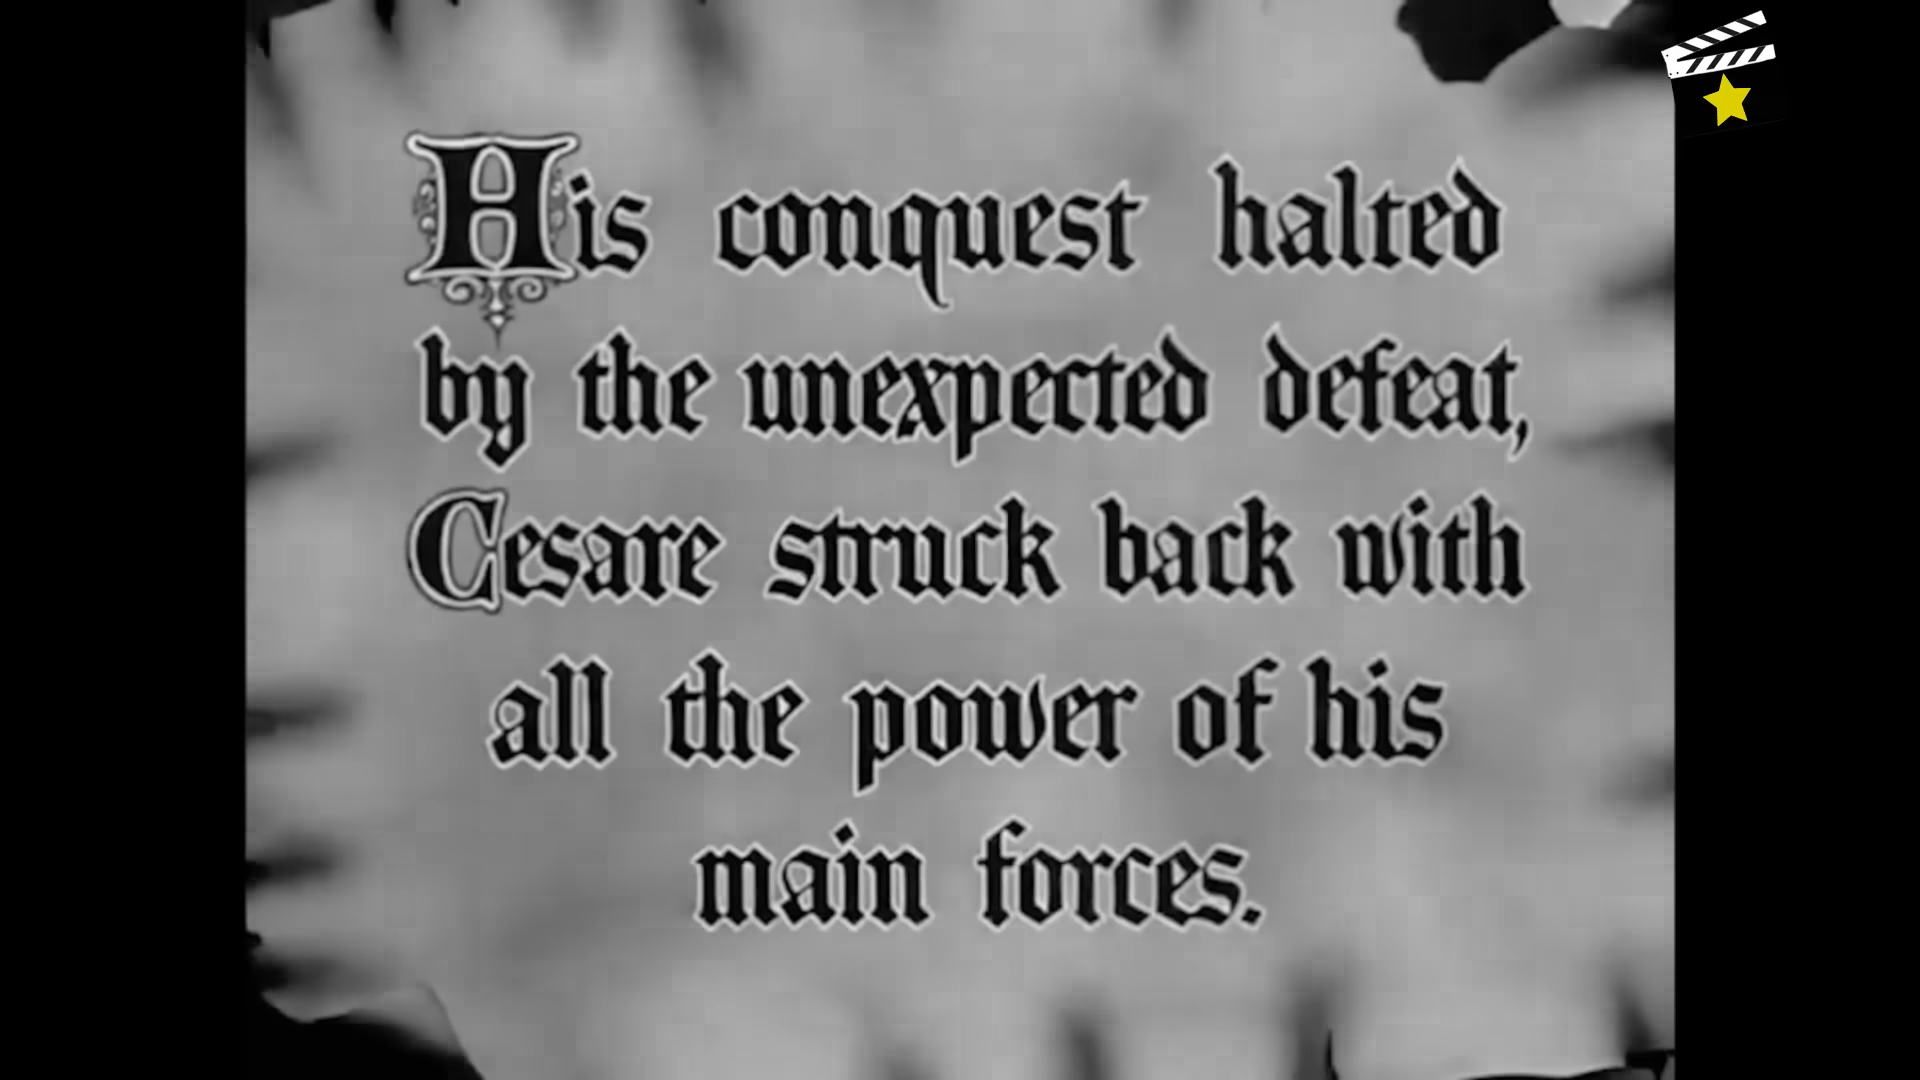 His conquest halted
by the unexpected defeat,
Cesare struck back with
all the power of his
main forces.